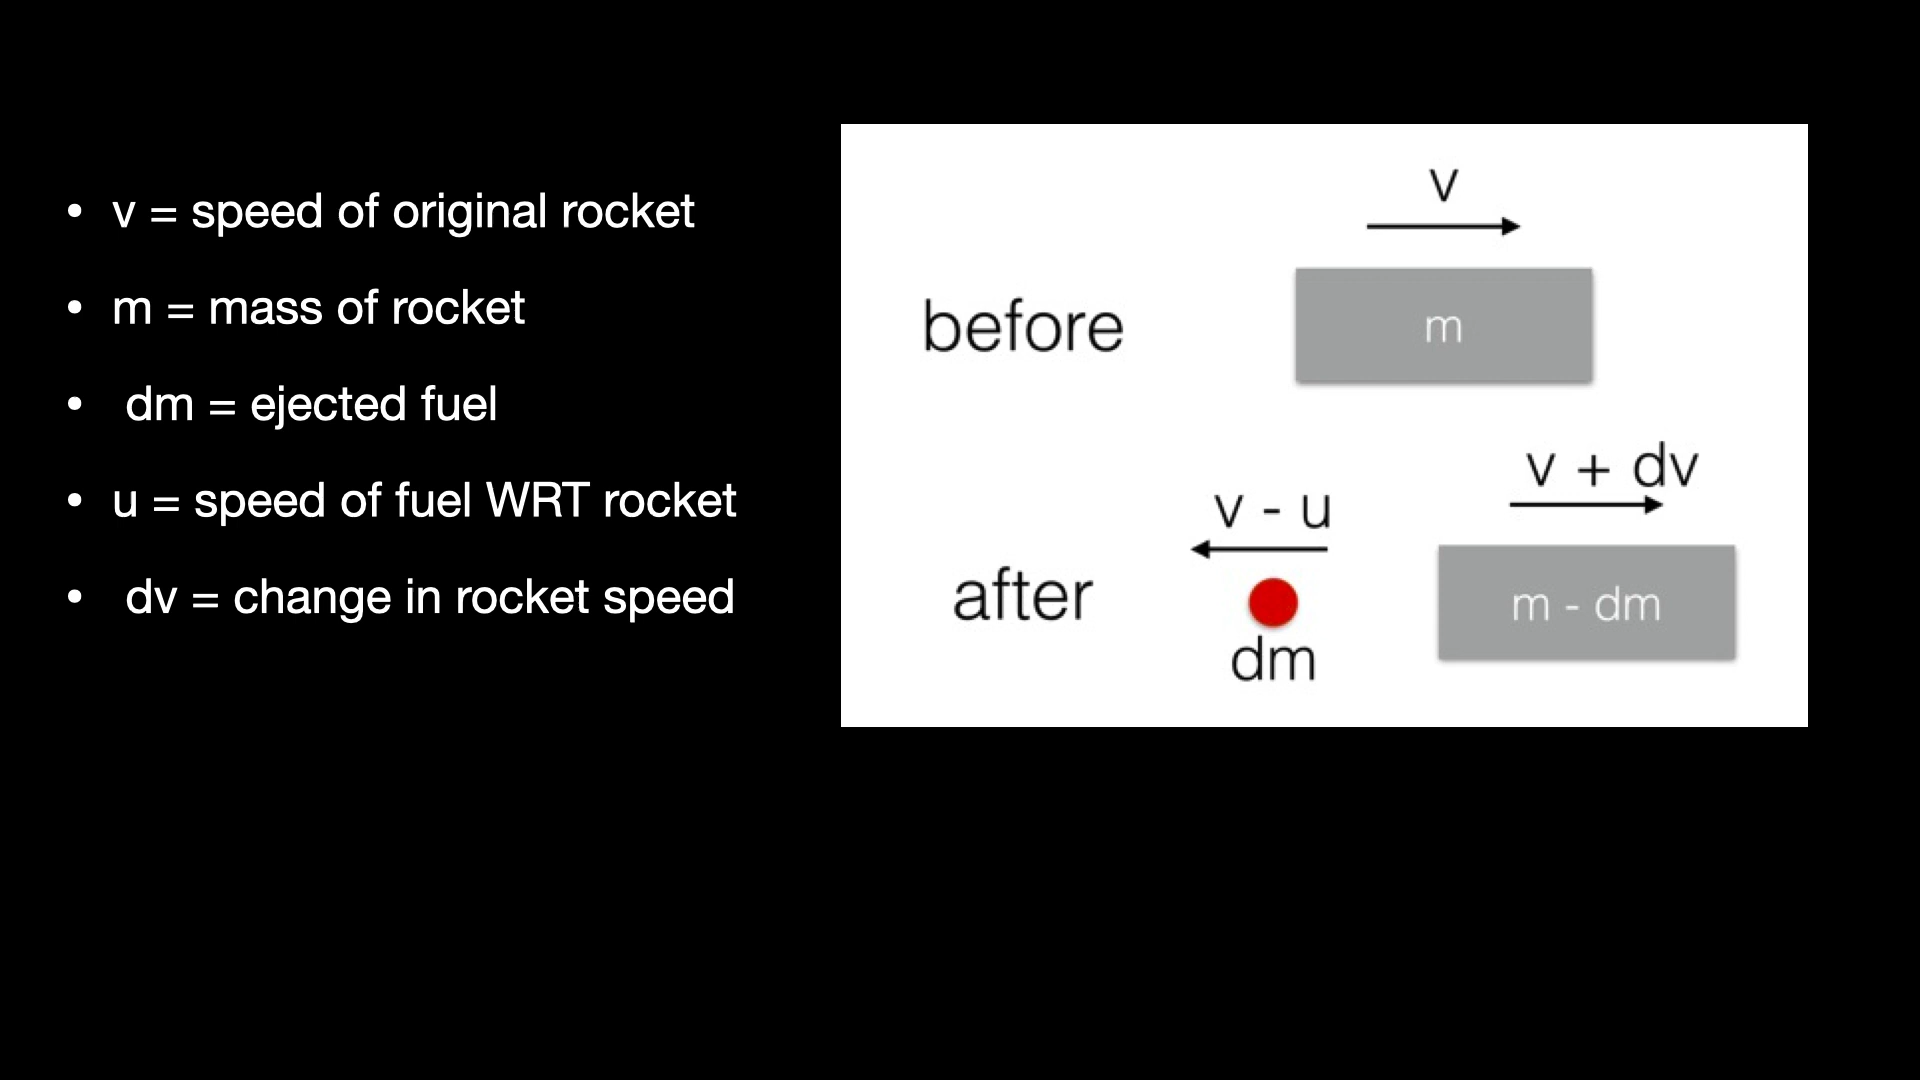 • v = speed of original rocket
• m = mass of rocket
• dm = ejected fuel
• u = speed of fuel WRT rocket
• dv = change in rocket speed
v
before
m
v + dv
v - u
after
m - dm
dm